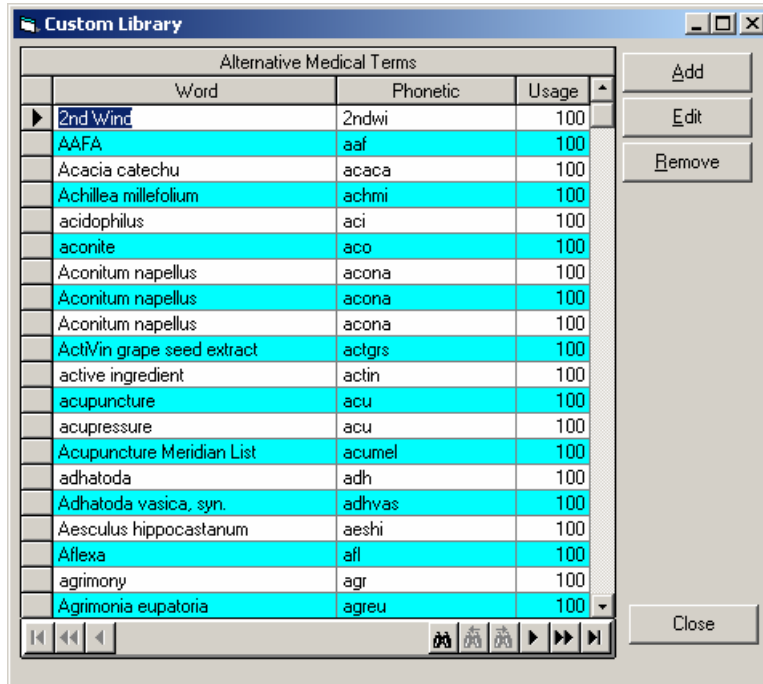 Custom Library
Alternative Medical Terms
Word Phonetic Usage
2nd Wind 2ndwi 100
AAFA aaf 100
Acacia catechu acaca 100
Achillea millefolium achmi 100
acidophilus aci 100
aconite aco 100
Aconitum napellus acona 100
Aconitum napellus acona 100
Aconitum napellus acona 100
ActiVin grape seed extract actgrs 100
active ingredient actin 100
acupuncture acu 100
acupressure acu 100
Acupuncture Meridian List acumel 100
adhatoda adh 100
Adhatoda vasica, syn. adhvas 100
Aesculus hippocastanum aeshi 100
Aflexa afl 100
agrimony agr 100
Agrimonia eupatoria agreu 100
Add
Edit
Remove
Close